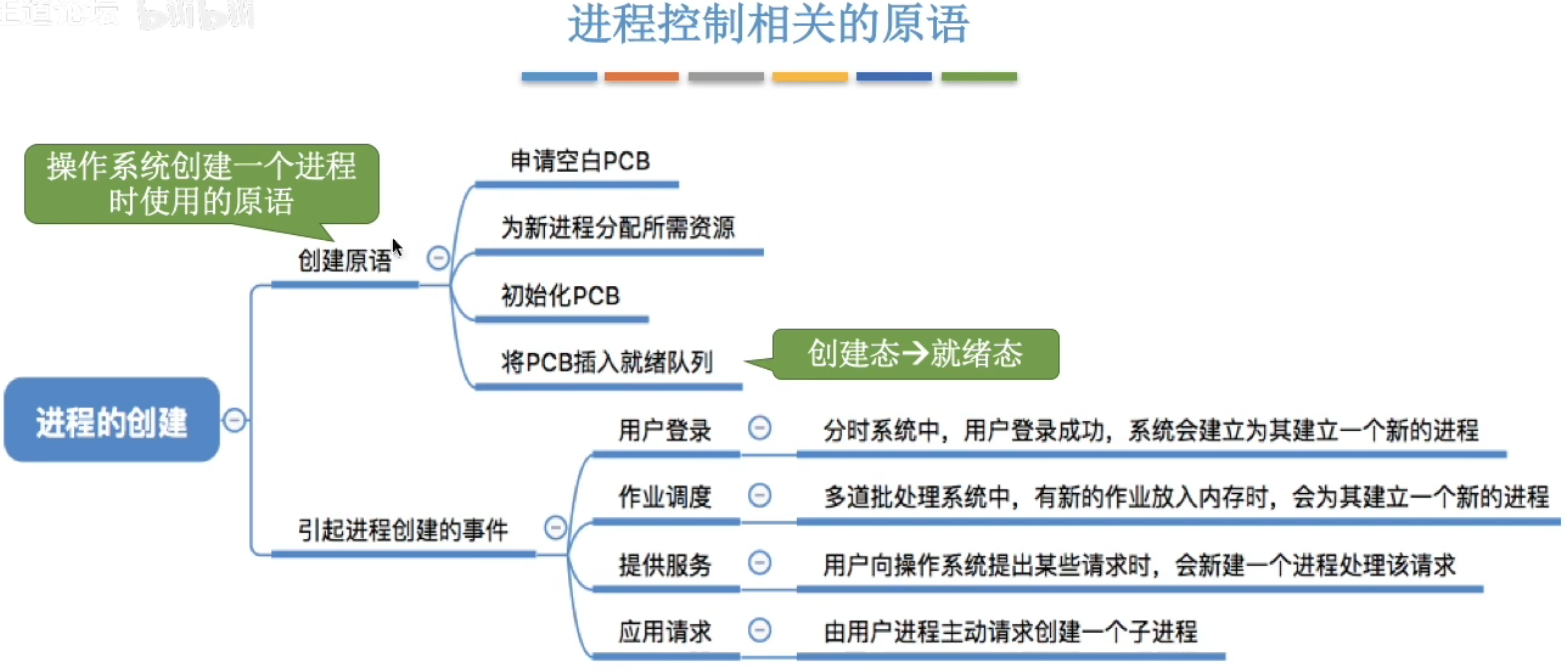 王道论坛 bilibili
进程控制相关的原语
操作系统创建一个进程
时使用的原语
申请空白PCB
为新进程分配所需资源
创建原语
初始化PCB
将PCB插入就绪队列
创建态→就绪态
进程的创建
用户登录
分时系统中，用户登录成功，系统会建立为其建立一个新的进程
作业调度
多道批处理系统中，有新的作业放入内存时，会为其建立一个新的进程
引起进程创建的事件
提供服务
用户向操作系统提出某些请求时，会新建一个进程处理该请求
应用请求
由用户进程主动请求创建一个子进程